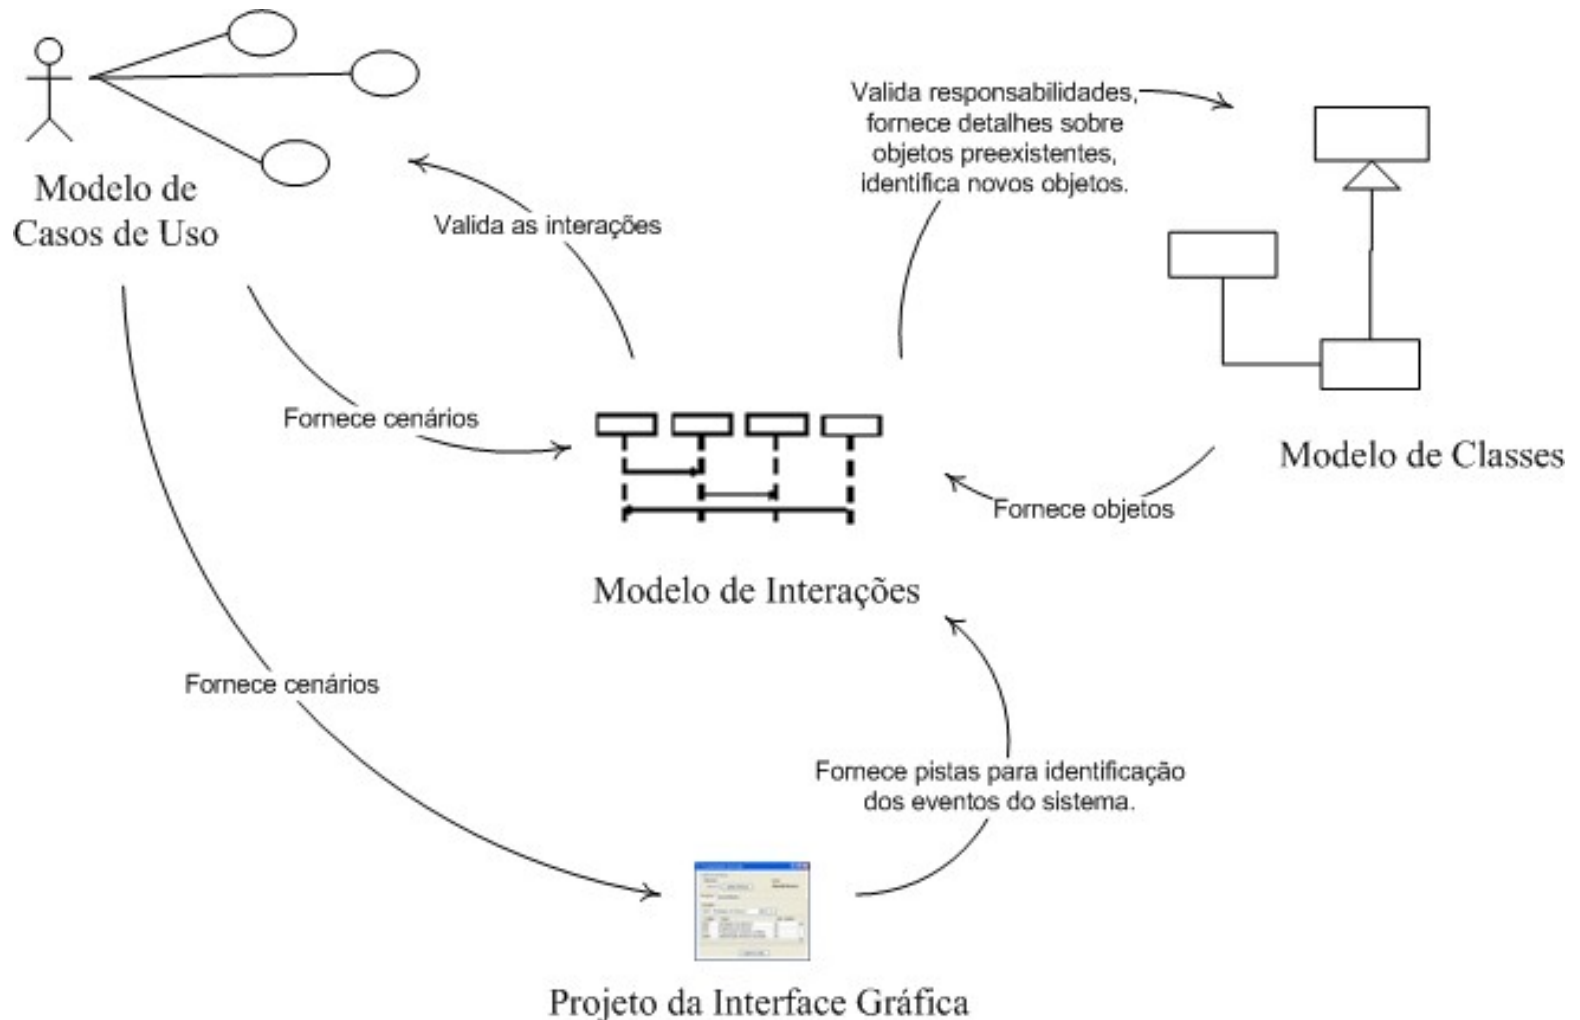 Modelo de
Casos de Uso
Valida as interações
Valida responsabilidades,
fornece detalhes sobre
objetos preexistentes,
identifica novos objetos.
Fornece cenários
Modelo de Classes
Fornece objetos
Modelo de Interações
Fornece cenários
Fornece pistas para identificação
dos eventos do sistema.
Projeto da Interface Gráfica